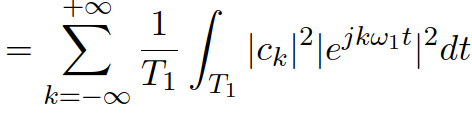 = \sum_{k=-\infty}^{+\infty} \frac{1}{T_1} \int_{T_1} |c_k|^2 |e^{jk\omega_1 t}|^2 dt